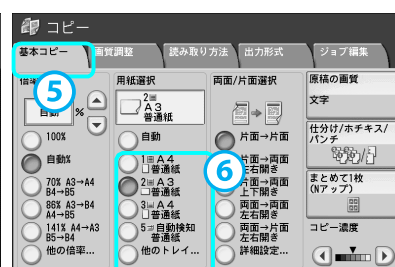 コピー
基本コピー
画質調整
読み取り方法
出力形式
ジョブ編集
5
自動
%
100%
自動%
70% A3→A4
B4→B5
86% A3→B4
A4→B5
141% A4→A3
B5→B4
他の倍率...
用紙選択
2 A3
普通紙
自動
1 A4
普通紙
2 A3
普通紙
3 A4
普通紙
5 自動検知
普通紙
他のトレイ...
6
両面/片面選択
片面→片面
片面→両面
左右開き
片面→両面
上下開き
両面→両面
左右開き
両面→片面
左右開き
詳細設定...
原稿の画質
文字
仕分け/ホチキス/
パンチ
まとめて1枚
(Nアップ)
コピー濃度